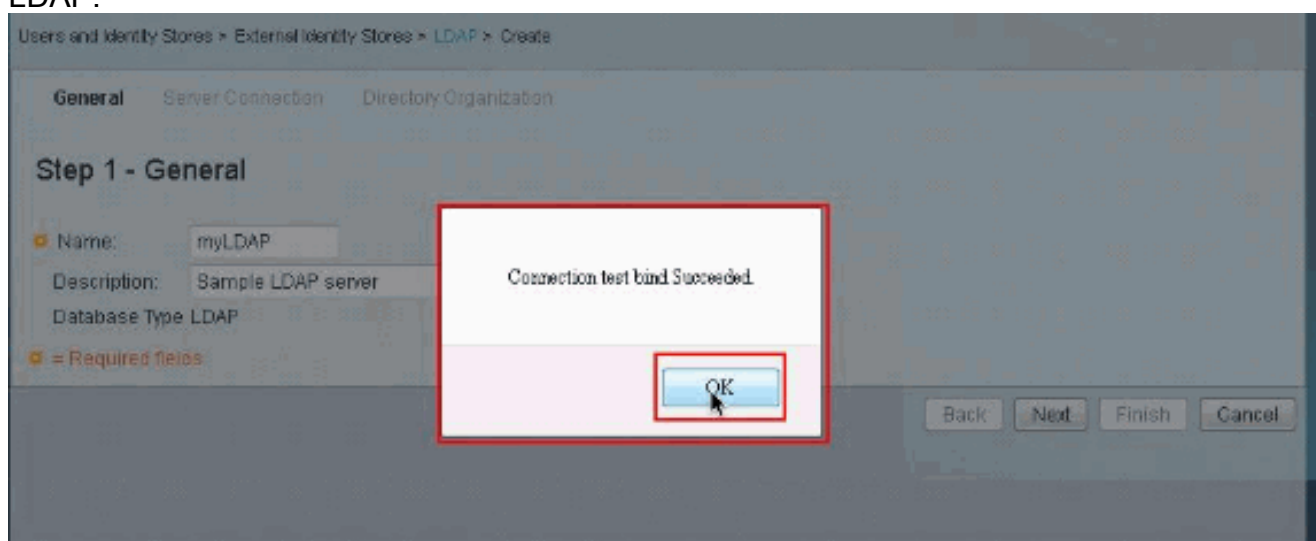 LDAP.
Users and Identity Stores > External Identity Stores > LDAP > Create
General Server Connection Directory Organization
Step 1 - General
Name: myLDAP
Description: Sample LDAP server
Database Type LDAP
= Required fields
Connection test bind Succeeded.
OK
Back Next Finish Cancel